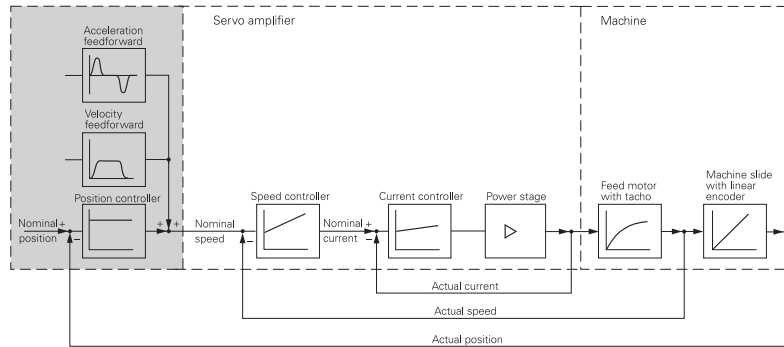 Servo amplifier
Machine
Acceleration
feedforward
Velocity
feedforward
Position controller
Speed controller
Current controller
Power stage
Feed motor
with tacho
Machine slide
with linear
encoder
Nominal +
position
−
+ +
Nominal
speed
−
Nominal +
current
−
Actual current
Actual speed
Actual position